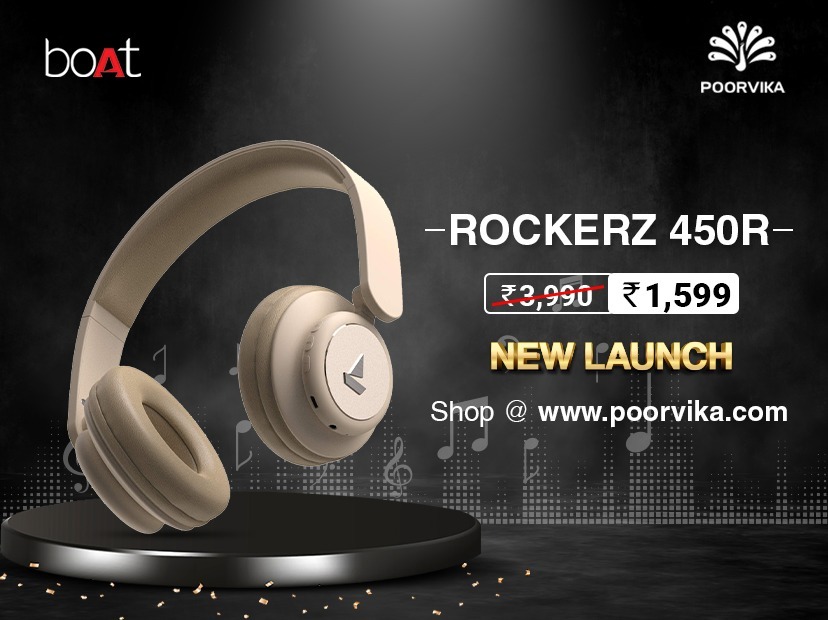 boAt
POORVIKA
ROCKERZ 450R
₹3,990 ₹1,599
NEW LAUNCH
Shop @ www.poorvika.com